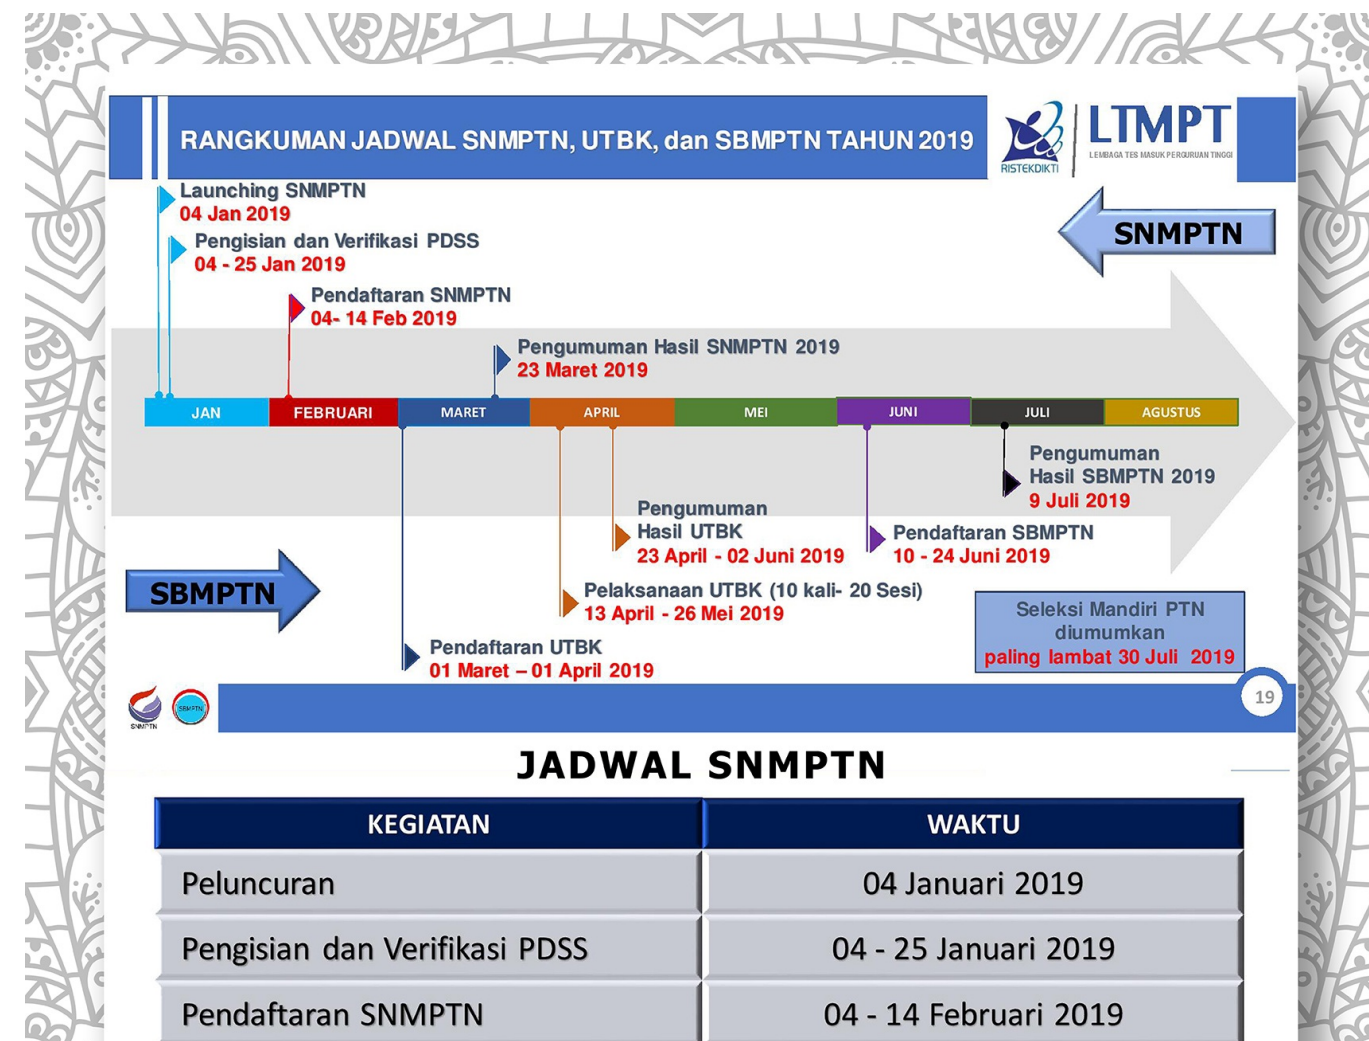 RANGKUMAN JADWAL SNMPTN, UTBK, dan SBMPTN TAHUN 2019
RISTEKDIKTI
LTMPT
LEMBAGA TES MASUK PERGURUAN TINGGI
Launching SNMPTN
04 Jan 2019
SNMPTN
Pengisian dan Verifikasi PDSS
04 - 25 Jan 2019
Pendaftaran SNMPTN
04- 14 Feb 2019
Pengumuman Hasil SNMPTN 2019
23 Maret 2019
JAN FEBRUARI MARET APRIL MEI JUNI JULI AGUSTUS
Pengumuman
Hasil SBMPTN 2019
9 Juli 2019
Pengumuman
Hasil UTBK
23 April - 02 Juni 2019
Pendaftaran SBMPTN
10 - 24 Juni 2019
SBMPTN
Pelaksanaan UTBK (10 kali- 20 Sesi)
13 April - 26 Mei 2019
Seleksi Mandiri PTN
diumumkan
paling lambat 30 Juli 2019
Pendaftaran UTBK
01 Maret – 01 April 2019
SNMPTN
SBMPTN
19
JADWAL SNMPTN
KEGIATAN WAKTU
Peluncuran 04 Januari 2019
Pengisian dan Verifikasi PDSS 04 - 25 Januari 2019
Pendaftaran SNMPTN 04 - 14 Februari 2019